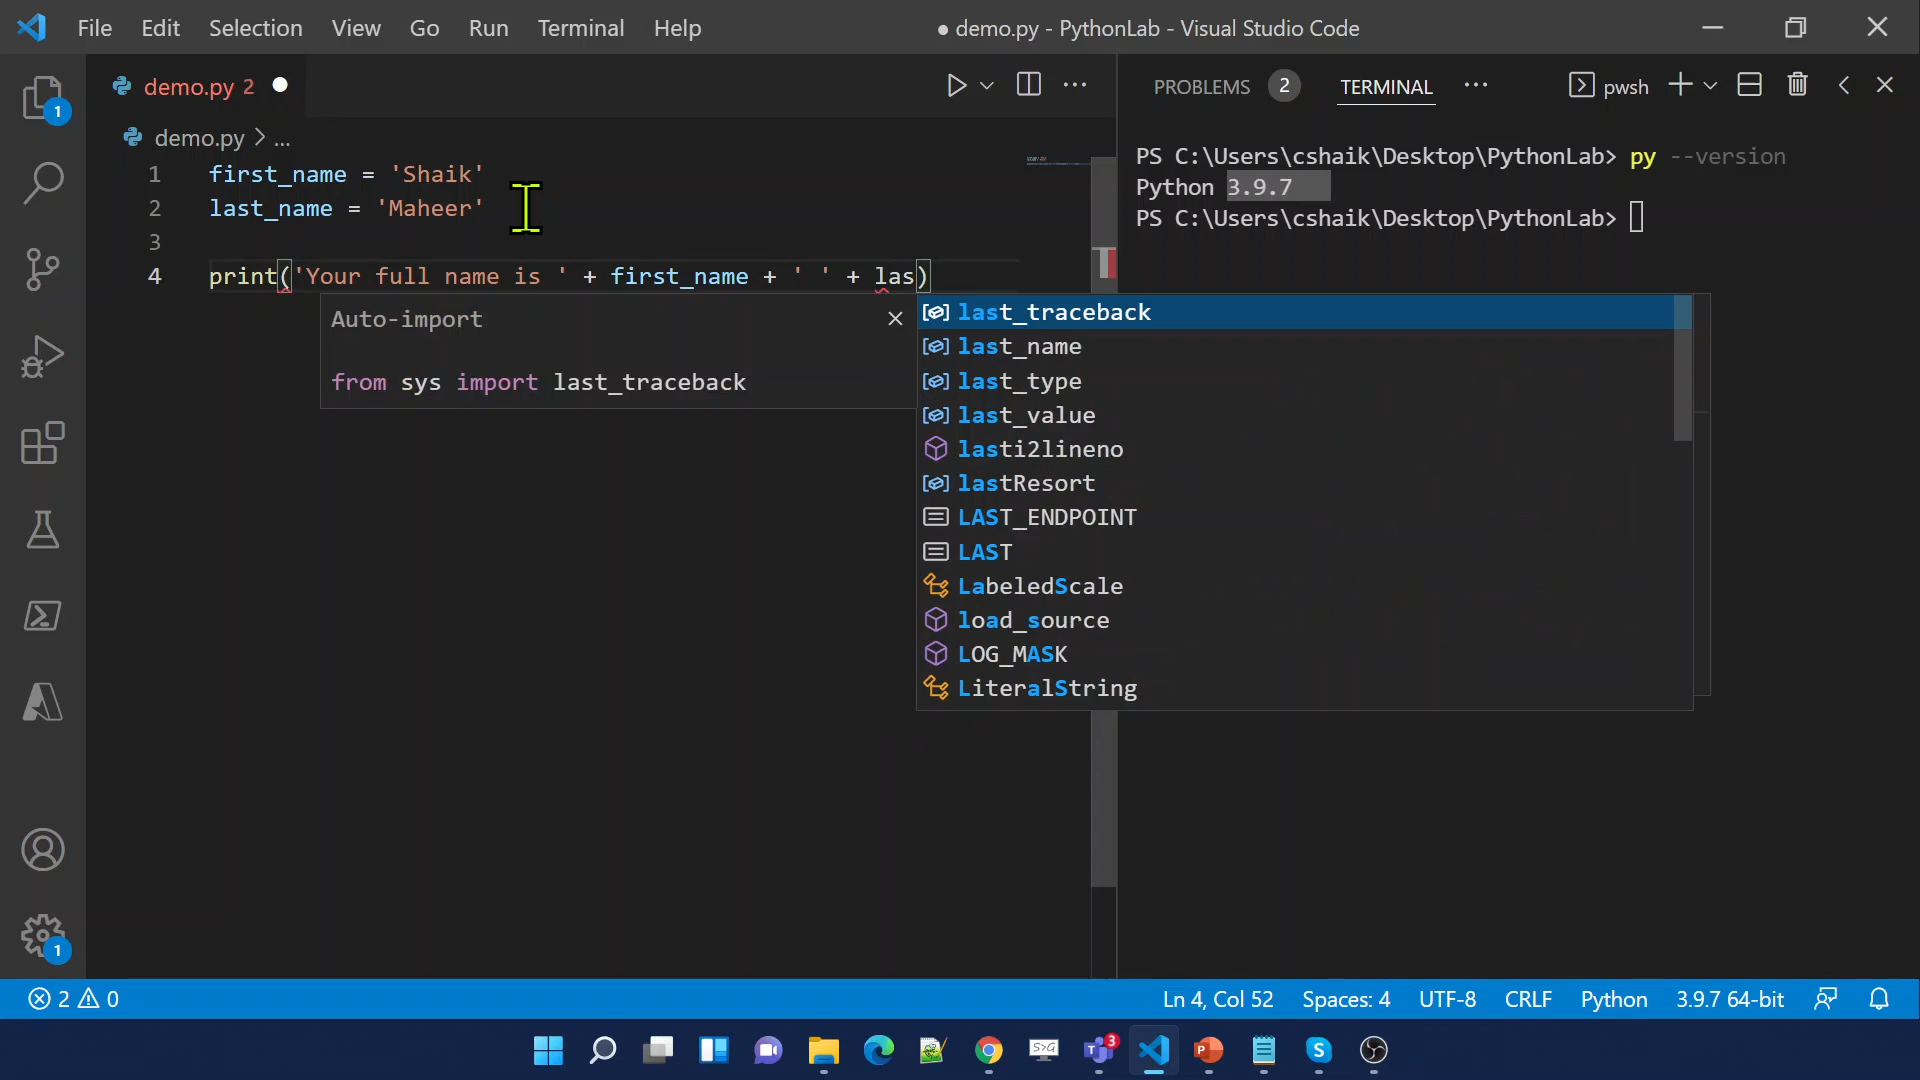 File Edit Selection View Go Run Terminal Help
● demo.py - PythonLab - Visual Studio Code
demo.py 2
demo.py > ...
1 first_name = 'Shaik'
2 last_name = 'Maheer'
3
4 print('Your full name is ' + first_name + ' ' + las)
Auto-import
from sys import last_traceback
last_traceback
last_name
last_type
last_value
lasti2lineno
lastResort
LAST_ENDPOINT
LAST
LabeledScale
load_source
LOG_MASK
LiteralString
PROBLEMS 2 TERMINAL ... pwsh
PS C:\Users\cshaik\Desktop\PythonLab> py --version
Python 3.9.7
PS C:\Users\cshaik\Desktop\PythonLab>
1
1
2 0
Ln 4, Col 52 Spaces: 4 UTF-8 CRLF Python 3.9.7 64-bit
S>G
3